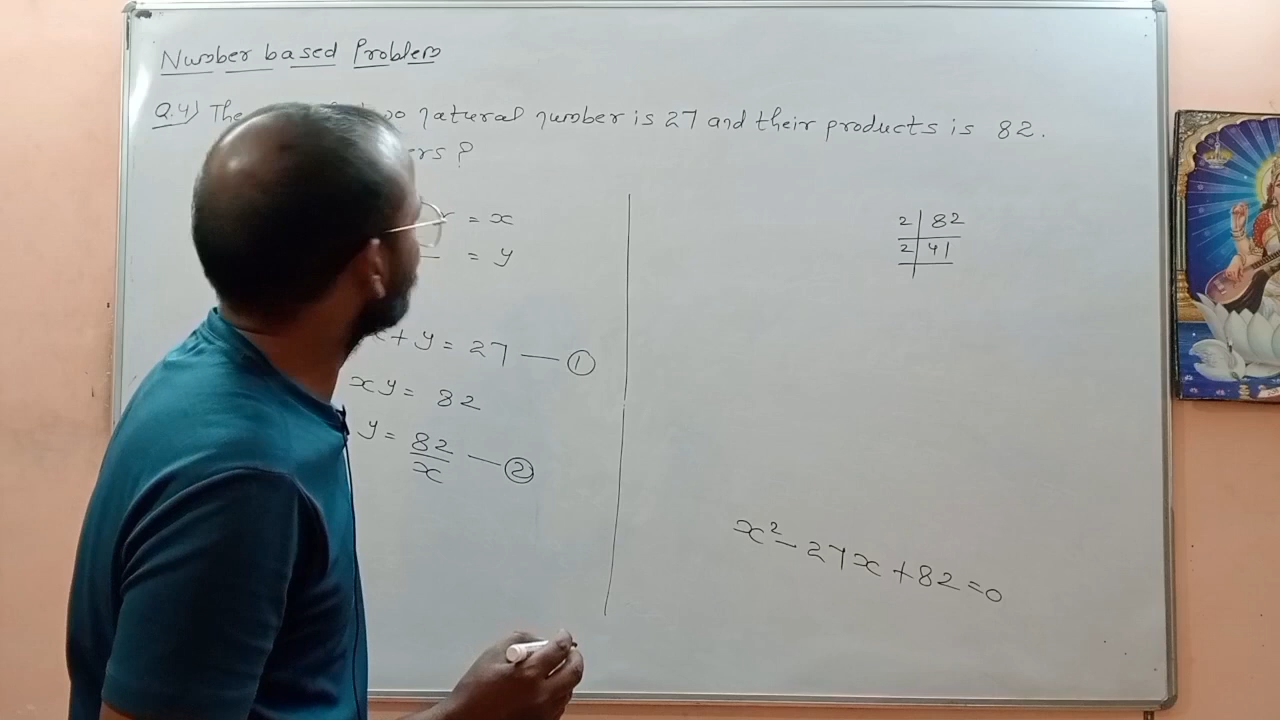 Number based Problem
Q.4) The natural number is 27 and their products is 82.
?
= x
= y
x + y = 27 — ①
xy = 82
y = 82/x — ②
2 | 82
2 | 41
x² - 27x + 82 = 0